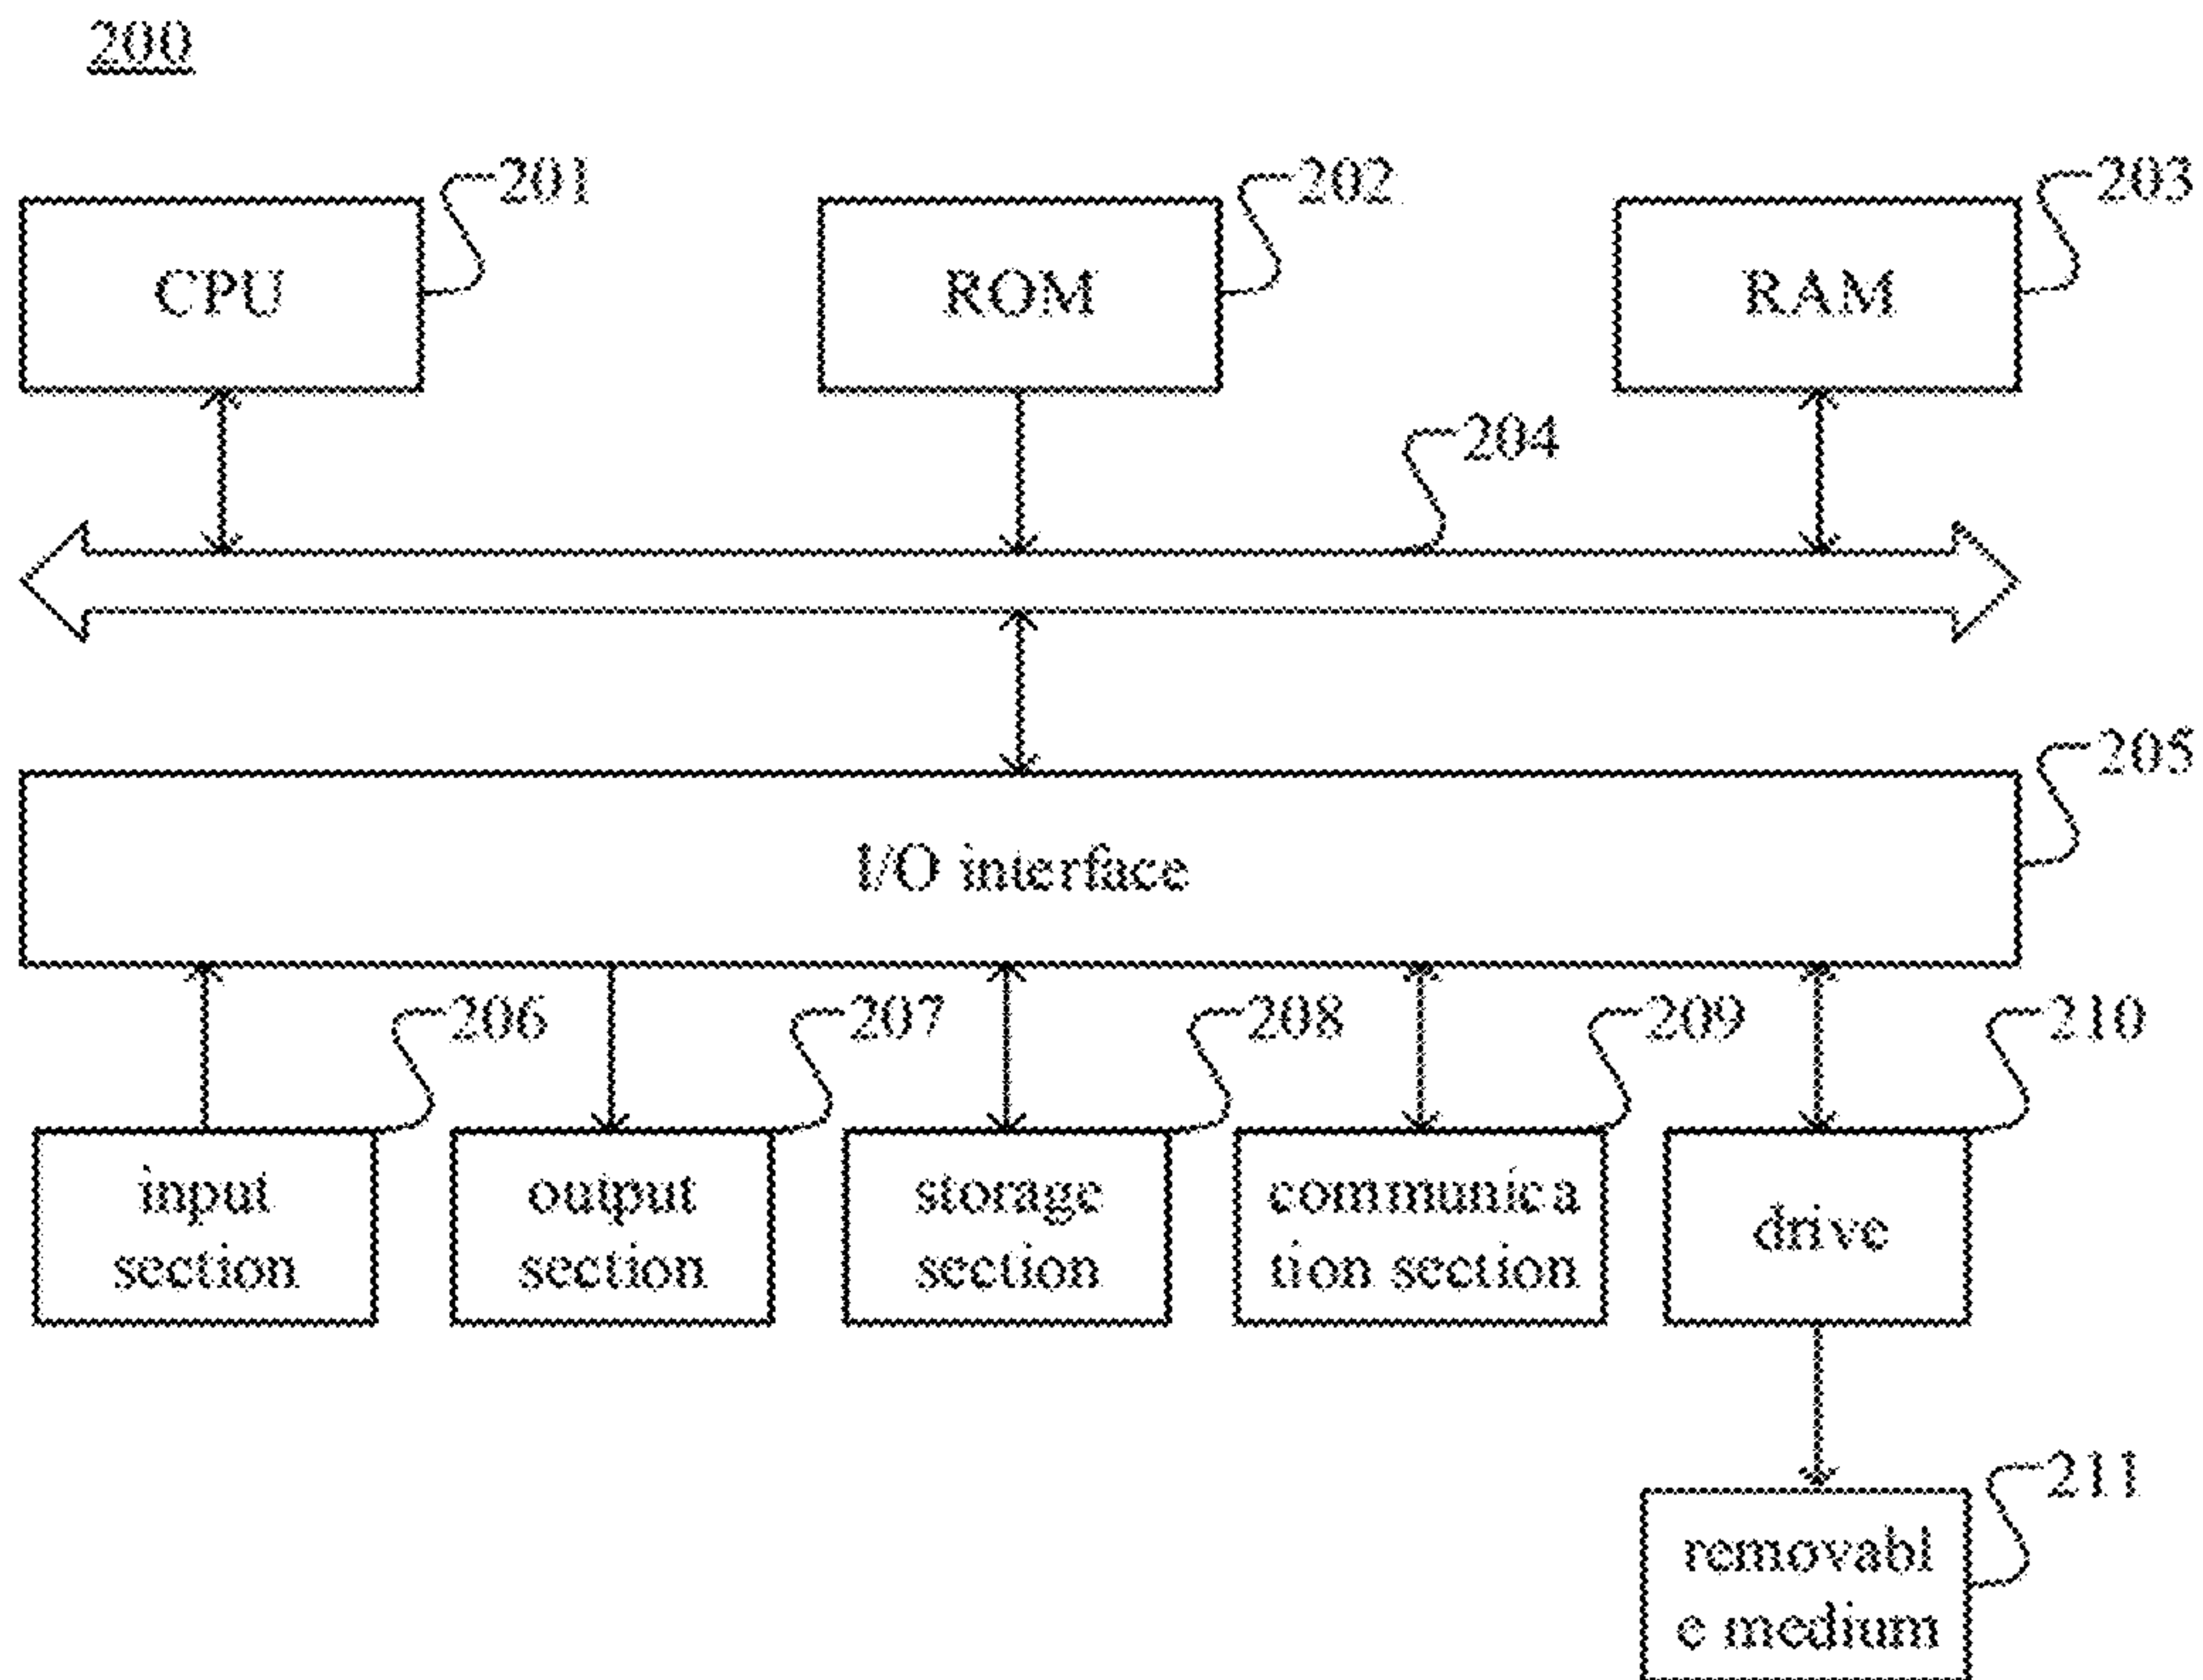 200
201
202
203
CPU
ROM
RAM
204
205
I/O interface
206
207
208
209
210
input
section
output
section
storage
section
communica
tion section
drive
211
removabl
e medium